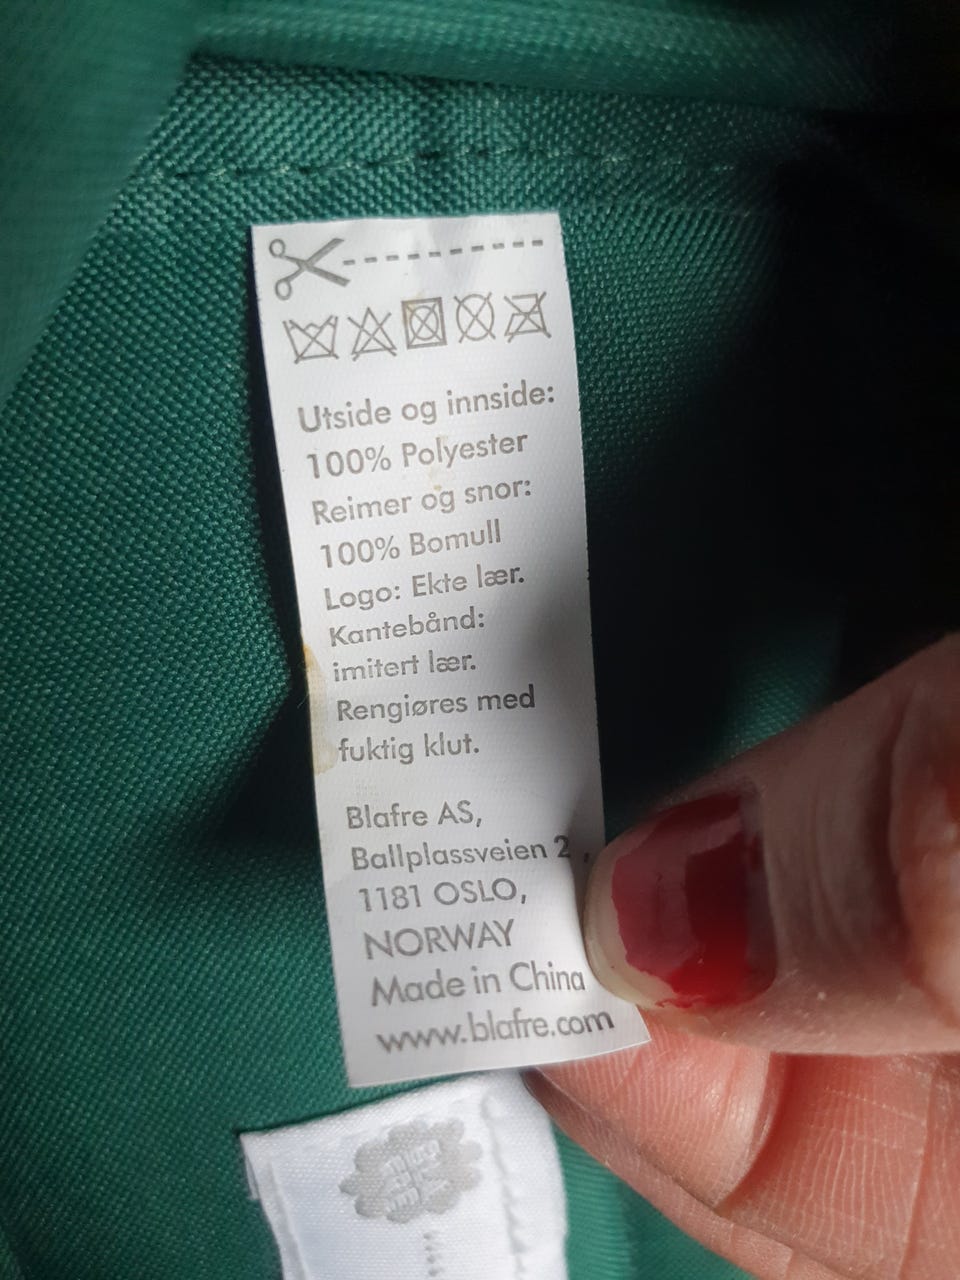 Utside og innside:
100% Polyester
Reimer og snor:
100% Bomull
Logo: Ekte lær.
Kantebånd:
imitert lær.
Rengiøres med
fuktig klut.
Blafre AS,
Ballplassveien 2 ,
1181 OSLO,
NORWAY
Made in China
www.blafre.com